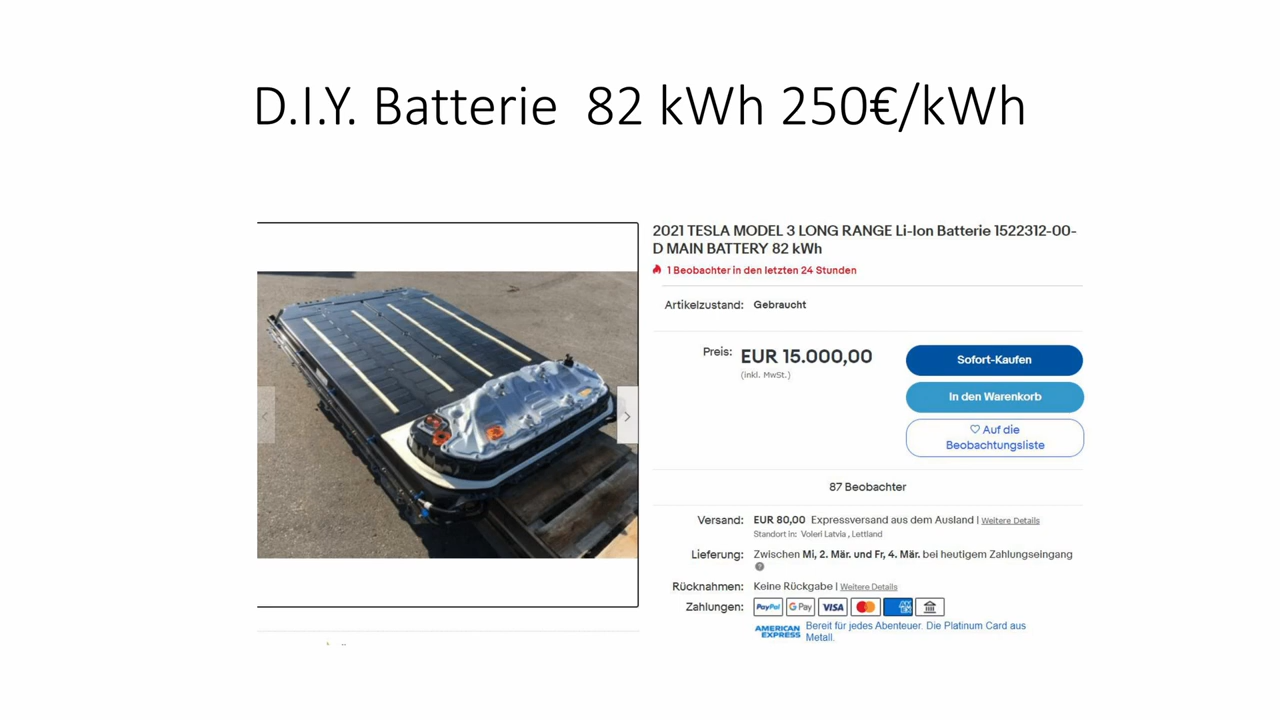 D.I.Y. Batterie 82 kWh 250€/kWh
2021 TESLA MODEL 3 LONG RANGE Li-Ion Batterie 1522312-00-
D MAIN BATTERY 82 kWh
1 Beobachter in den letzten 24 Stunden
Artikelzustand: Gebraucht
Preis: EUR 15.000,00
(inkl. MwSt.)
Sofort-Kaufen
In den Warenkorb
Auf die
Beobachtungsliste
87 Beobachter
Versand: EUR 80,00 Expressversand aus dem Ausland | Weitere Details
Standort in: Voleri Latvia , Lettland
Lieferung: Zwischen Mi, 2. Mär. und Fr, 4. Mär. bei heutigem Zahlungseingang
Rücknahmen: Keine Rückgabe | Weitere Details
Zahlungen: PayPal G Pay VISA
AMERICAN
EXPRESS
Bereit für jedes Abenteuer. Die Platinum Card aus
Metall.